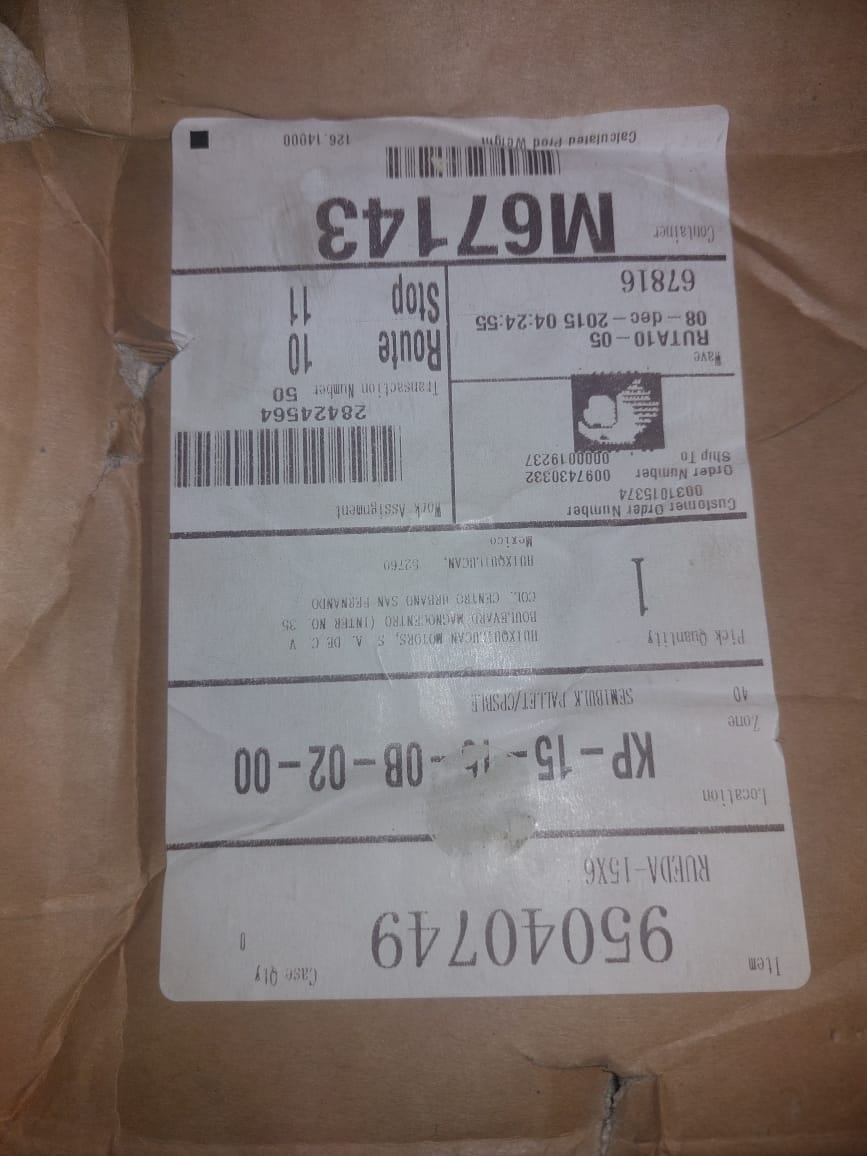 Item
95040749
Case Qty
0
RUEDA-15X6
Location
KP-15- -0B-02-00
Zone
40
SEMIBULK PALLET/CPSBLE
Pick Quantity
1
HUIXQUILUCAN MOTORS, S. A. DE C. V
BOULEVARD MAGNOCENTRO (INTER NO. 35
COL. CENTRO URBANO SAN FERNANDO
HUIXQUILUCAN, 52760
Mexico
Customer Order Number
0031015374
Order Number 0097430332
Ship To 0000019237
Work Assignment
28424564
Transaction Number 50
Wave
RUTA10-05
08-dec-2015 04:24:55
67816
Route 10
Stop 11
Container
M67143
Calculated Prod Weight 126.14000